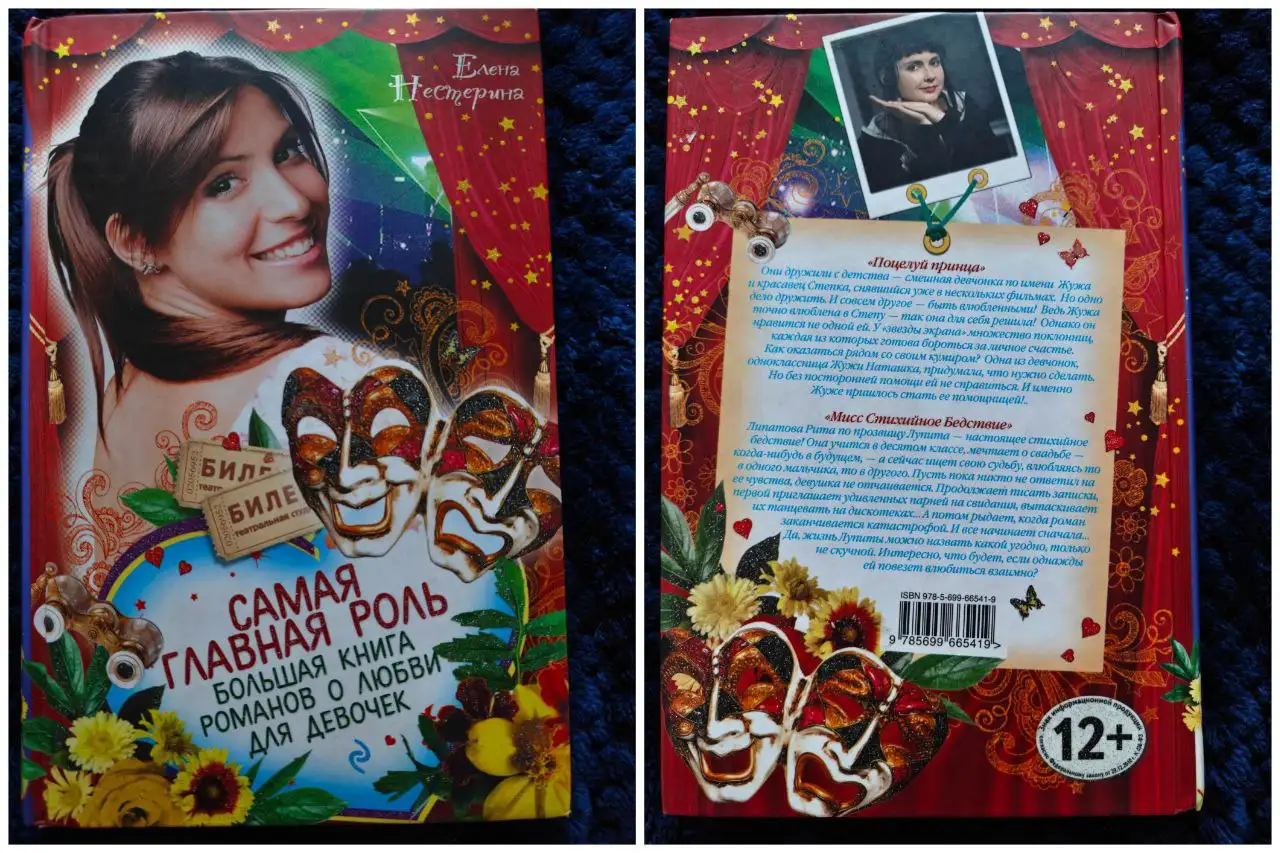 Елена
Нестерина
БИЛЕ
театральная студ
БИЛЕ
театральная студ
САМАЯ
ГЛАВНАЯ РОЛЬ
БОЛЬШАЯ КНИГА
РОМАНОВ О ЛЮБВИ
ДЛЯ ДЕВОЧЕК
«Поцелуй принца»
Они дружили с детства — смешная девчонка по имени Жужа
и красавец Степка, снявшийся уже в нескольких фильмах. Но одно
дело дружить. И совсем другое — быть влюбленными! Ведь Жужа
точно влюблена в Степу — так она для себя решила! Однако он
нравится не одной ей. У «звезды экрана» множество поклонниц,
каждая из которых готова бороться за личное счастье.
Как оказаться рядом со своим кумиром? Одна из девчонок,
одноклассница Жужи Наташка, придумала, что нужно сделать.
Но без посторонней помощи ей не справиться. И именно
Жуже пришлось стать ее помощницей!..
«Мисс Стихийное Бедствие»
Липатова Рита по прозвищу Лупита — настоящее стихийное
бедствие! Она учится в десятом классе, мечтает о свадьбе —
когда-нибудь в будущем, — а сейчас ищет свою судьбу, влюбляясь то
в одного мальчика, то в другого. Пусть пока никто не ответил на
ее чувства, девушка не отчаивается. Продолжает писать записки,
первой приглашает удивленных парней на свидания, вытаскивает
их танцевать на дискотеках... А потом рыдает, когда роман
заканчивается катастрофой. И все начинает сначала...
Да, жизнь Лупиты можно назвать какой угодно, только
не скучной. Интересно, что будет, если однажды
ей повезет влюбиться взаимно?
ISBN 978-5-699-66541-9
9 785699 665419 >
Знак информационной продукции
12+